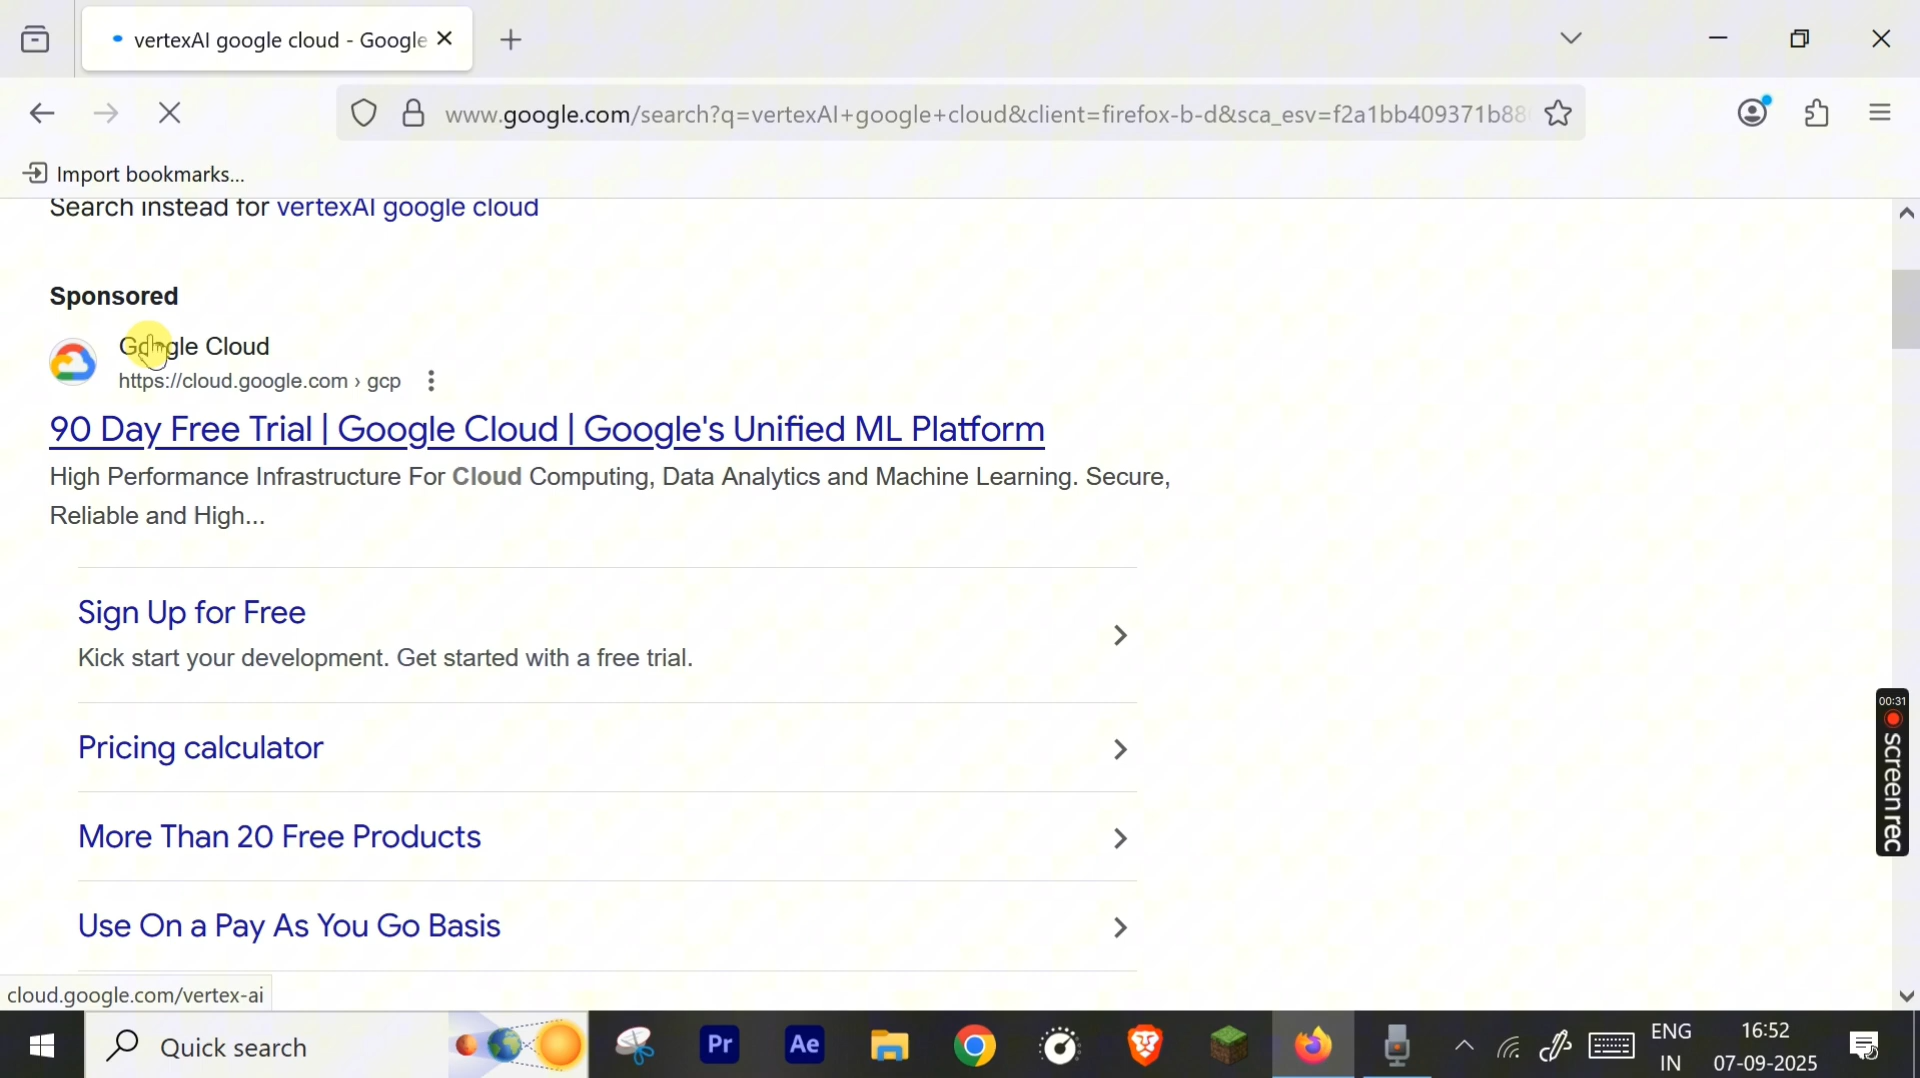 vertexAI google cloud - Google
www.google.com/search?q=vertexAI+google+cloud&client=firefox-b-d&sca_esv=f2a1bb409371b88
Import bookmarks...
Search instead for vertexAI google cloud
Sponsored
Google Cloud
https://cloud.google.com › gcp
90 Day Free Trial | Google Cloud | Google's Unified ML Platform
High Performance Infrastructure For Cloud Computing, Data Analytics and Machine Learning. Secure,
Reliable and High...
Sign Up for Free
Kick start your development. Get started with a free trial.
Pricing calculator
More Than 20 Free Products
Use On a Pay As You Go Basis
00:31
screenrec
cloud.google.com/vertex-ai
Quick search
Pr
Ae
ENG
IN
16:52
07-09-2025